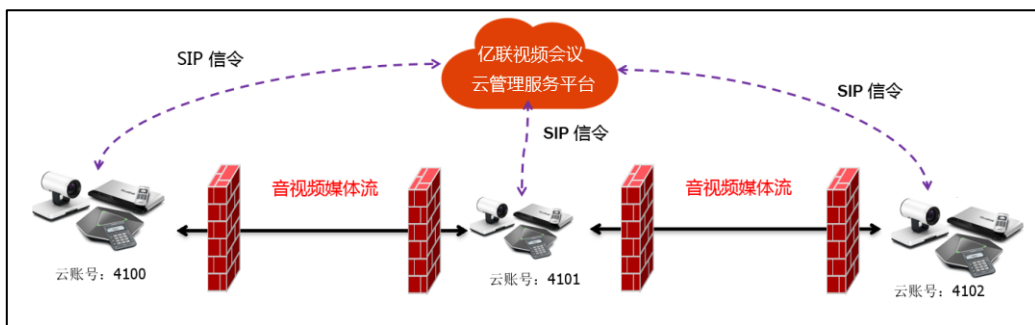 亿联视频会议
云管理服务平台
SIP 信令
SIP 信令
SIP 信令
音视频媒体流
音视频媒体流
云账号：4100
云账号：4101
云账号：4102